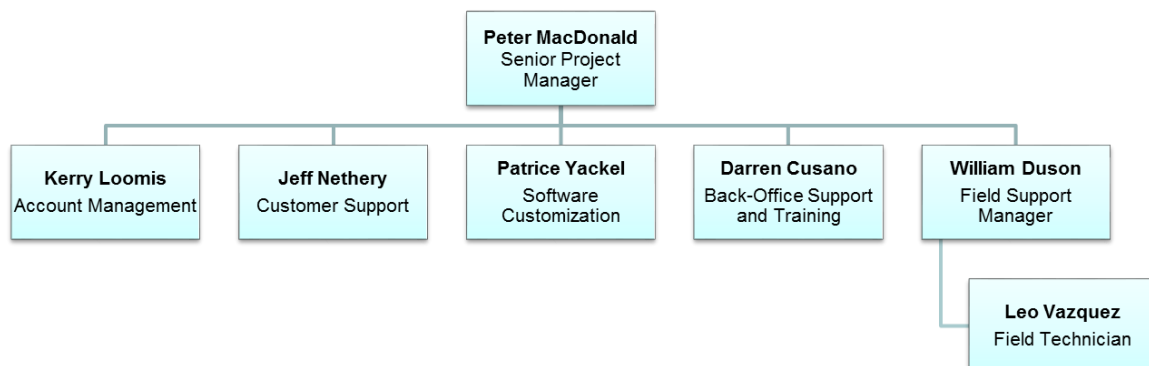 Peter MacDonald
Senior Project
Manager
Kerry Loomis
Account Management
Jeff Nethery
Customer Support
Patrice Yackel
Software
Customization
Darren Cusano
Back-Office Support
and Training
William Duson
Field Support
Manager
Leo Vazquez
Field Technician